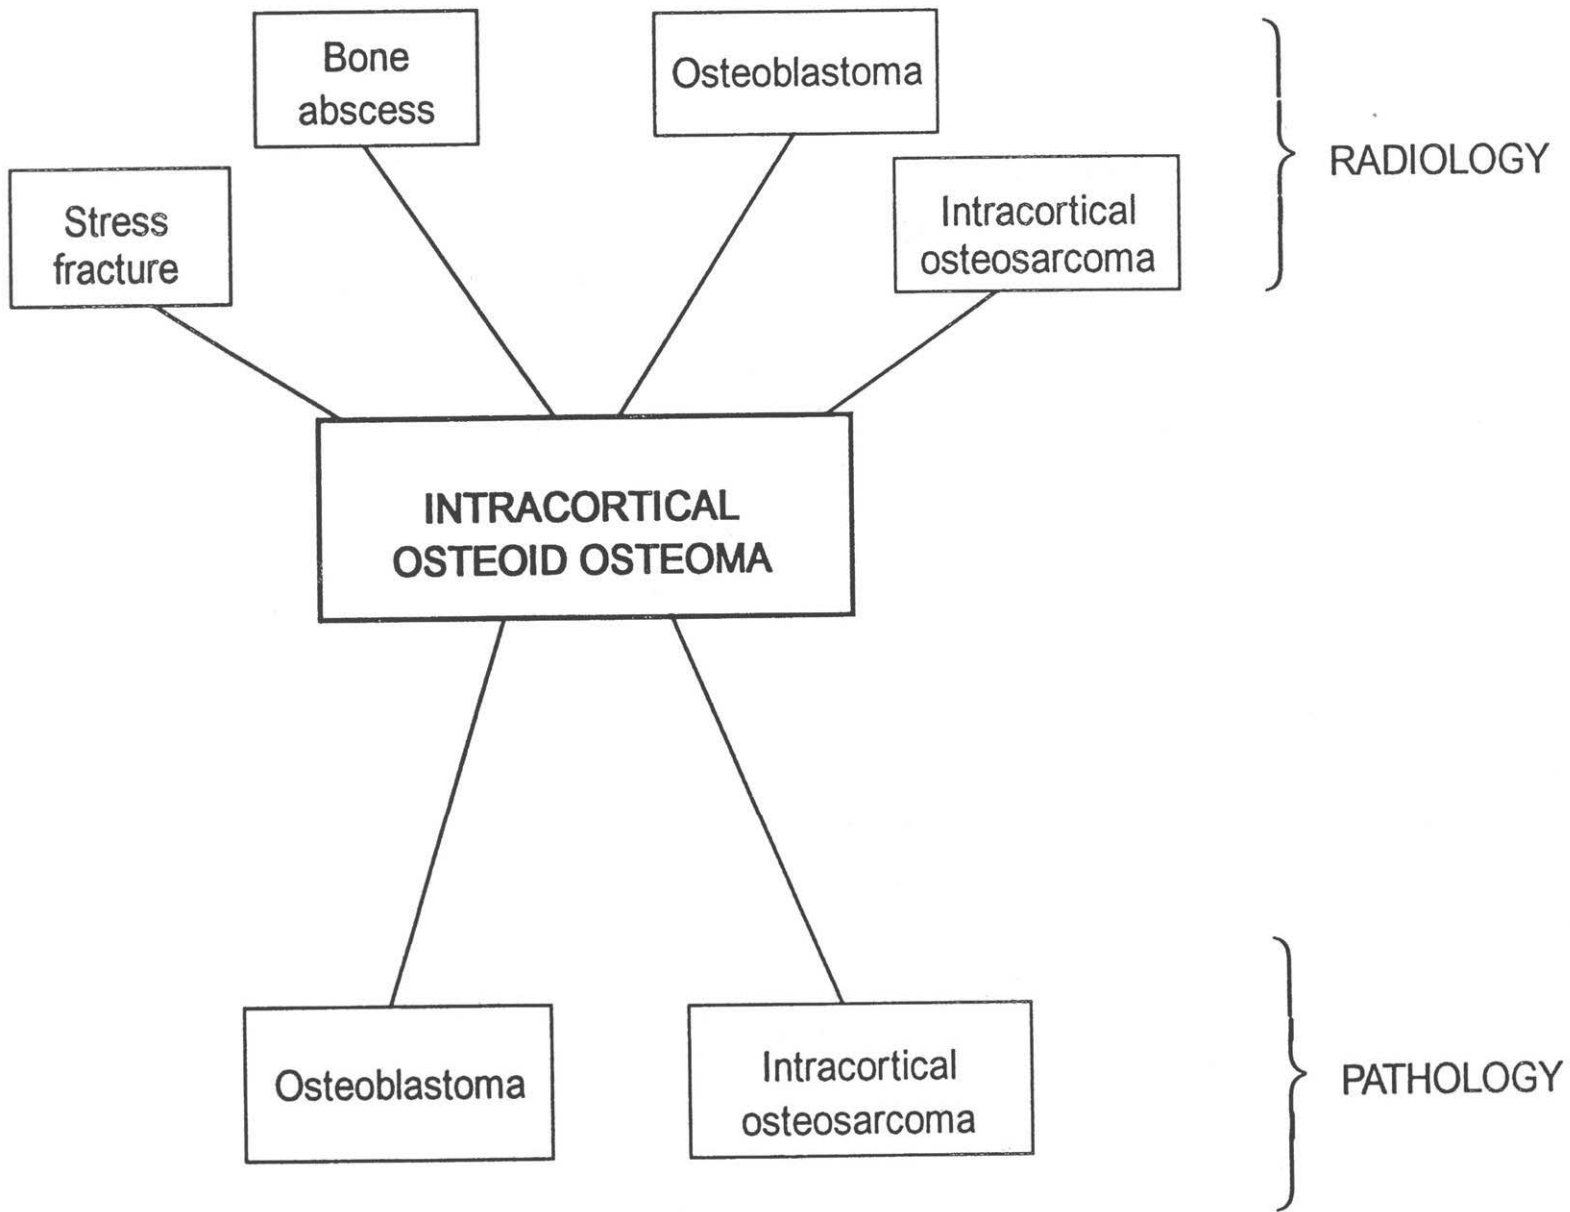 Bone
abscess
Osteoblastoma
RADIOLOGY
Stress
fracture
Intracortical
osteosarcoma
INTRACORTICAL
OSTEOID OSTEOMA
Osteoblastoma
Intracortical
osteosarcoma
PATHOLOGY